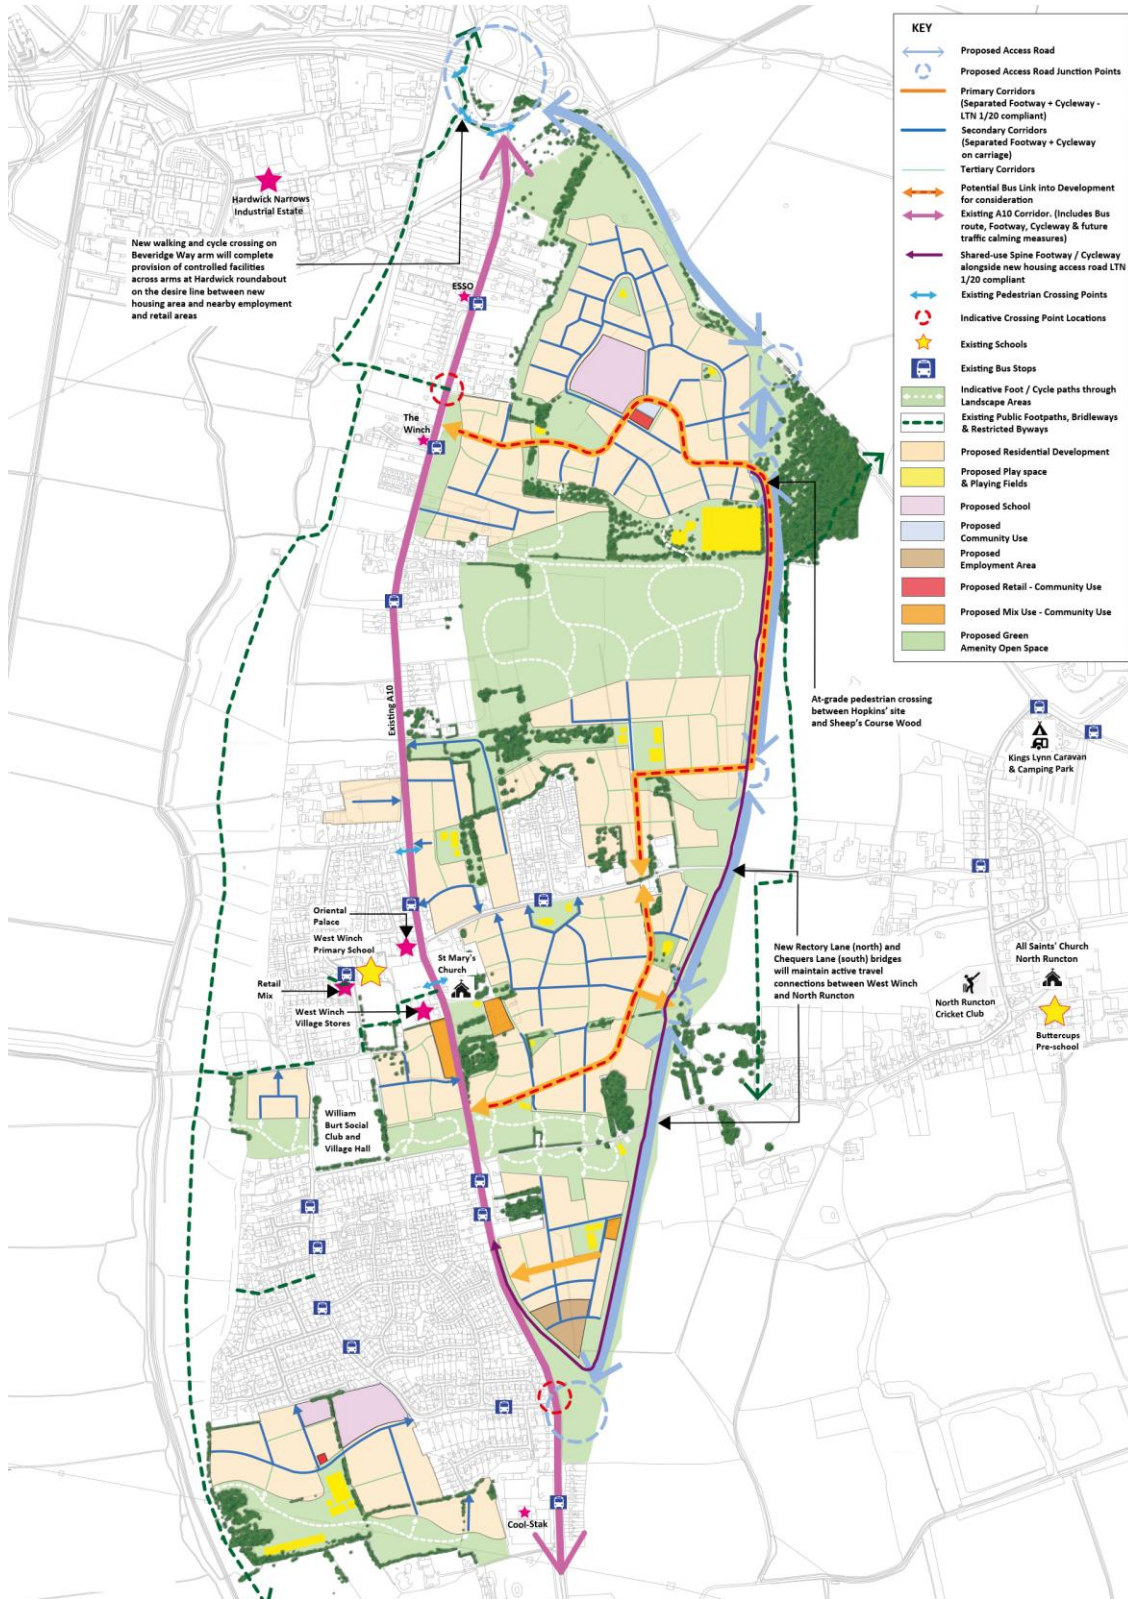 KEY
Proposed Access Road
Proposed Access Road Junction Points
Primary Corridors
(Separated Footway + Cycleway -
LTN 1/20 compliant)
Secondary Corridors
(Separated Footway + Cycleway
on carriage)
Tertiary Corridors
Potential Bus Link into Development
for consideration
Existing A10 Corridor. (Includes Bus
route, Footway, Cycleway & future
traffic calming measures)
Shared-use Spine Footway / Cycleway
alongside new housing access road LTN
1/20 compliant
Existing Pedestrian Crossing Points
Indicative Crossing Point Locations
Existing Schools
Existing Bus Stops
Indicative Foot / Cycle paths through
Landscape Areas
Existing Public Footpaths, Bridleways
& Restricted Byways
Proposed Residential Development
Proposed Play space
& Playing Fields
Proposed School
Proposed
Community Use
Proposed
Employment Area
Proposed Retail - Community Use
Proposed Mix Use - Community Use
Proposed Green
Amenity Open Space
Hardwick Narrows
Industrial Estate
New walking and cycle crossing on
Beveridge Way arm will complete
provision of controlled facilities
across arms at Hardwick roundabout
on the desire line between new
housing area and nearby employment
and retail areas
ESSO
The
Winch
Existing A10
At-grade pedestrian crossing
between Hopkins' site
and Sheep's Course Wood
Kings Lynn Caravan
& Camping Park
Oriental
Palace
West Winch
Primary School
Retail
Mix
West Winch
Village Stores
St Mary's
Church
New Rectory Lane (north) and
Chequers Lane (south) bridges
will maintain active travel
connections between West Winch
and North Runcton
All Saints' Church
North Runcton
North Runcton
Cricket Club
Buttercups
Pre-school
William
Burt Social
Club and
Village Hall
Cool-Stak